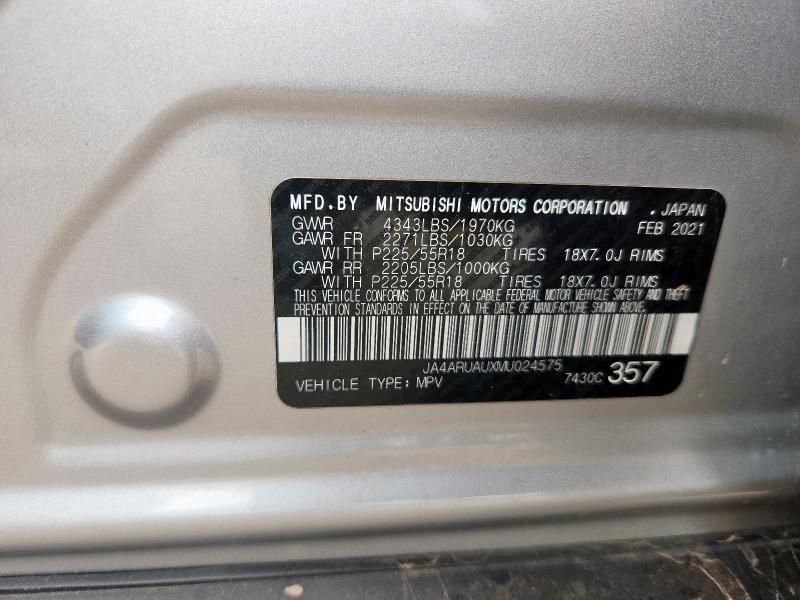 MFD.BY MITSUBISHI MOTORS CORPORATION . JAPAN
GVWR 4343LBS/1970KG FEB 2021
GAWR FR 2271LBS/1030KG
WITH P225/55R18 TIRES 18X7.0J RIMS
GAWR RR 2205LBS/1000KG
WITH P225/55R18 TIRES 18X7.0J RIMS
THIS VEHICLE CONFORMS TO ALL APPLICABLE FEDERAL MOTOR VEHICLE SAFETY AND THEFT
PREVENTION STANDARDS IN EFFECT ON THE DATE OF MANUFACTURE SHOWN ABOVE.
JA4ARUAUXMU024575
VEHICLE TYPE: MPV 7430C 357